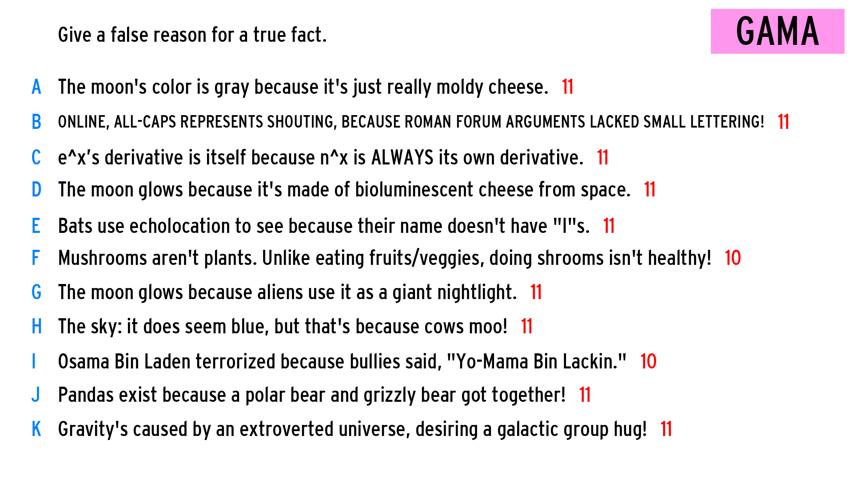 Give a false reason for a true fact.
GAMA
A The moon's color is gray because it's just really moldy cheese. 11
B ONLINE, ALL-CAPS REPRESENTS SHOUTING, BECAUSE ROMAN FORUM ARGUMENTS LACKED SMALL LETTERING! 11
C e^x's derivative is itself because n^x is ALWAYS its own derivative. 11
D The moon glows because it's made of bioluminescent cheese from space. 11
E Bats use echolocation to see because their name doesn't have "I"s. 11
F Mushrooms aren't plants. Unlike eating fruits/veggies, doing shrooms isn't healthy! 10
G The moon glows because aliens use it as a giant nightlight. 11
H The sky: it does seem blue, but that's because cows moo! 11
I Osama Bin Laden terrorized because bullies said, "Yo-Mama Bin Lackin." 10
J Pandas exist because a polar bear and grizzly bear got together! 11
K Gravity's caused by an extroverted universe, desiring a galactic group hug! 11